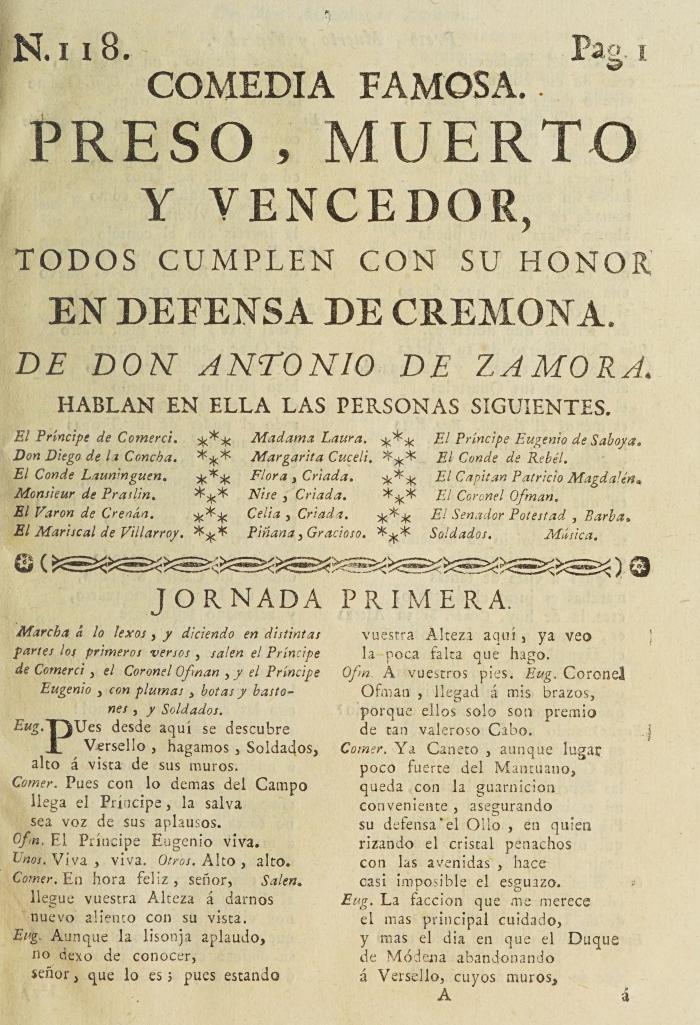 N.118. Pag. 1
COMEDIA FAMOSA.
PRESO, MUERTO
Y VENCEDOR,
TODOS CUMPLEN CON SU HONOR
EN DEFENSA DE CREMONA.
DE DON ANTONIO DE ZAMORA.
HABLAN EN ELLA LAS PERSONAS SIGUIENTES.
El Príncipe de Comerci. *** Madama Laura. *** El Príncipe Eugenio de Saboya.
Don Diego de la Concha. *** Margarita Cuceli. *** El Conde de Rebél.
El Conde Launinguen. *** Flora, Criada. *** El Capitan Patricio Magdalén.
Monsieur de Praslin. *** Nise, Criada. *** El Coronel Ofman.
El Varon de Crenán. *** Celia, Criada. *** El Senador Potestad, Barba.
El Mariscal de Villarroy. *** Piñana, Gracioso. *** Soldados. Música.
JORNADA PRIMERA.
Marcha á lo lexos, y diciendo en distintas
partes los primeros versos, salen el Príncipe
de Comerci, el Coronel Ofman, y el Príncipe
Eugenio, con plumas, botas y basto-
nes, y Soldados.
Eug. PUes desde aquí se descubre
Versello, hagamos, Soldados,
alto á vista de sus muros.
Comer. Pues con lo demas del Campo
llega el Príncipe, la salva
sea voz de sus aplausos.
Ofm. El Príncipe Eugenio viva.
Unos. Viva, viva. Otros. Alto, alto.
Comer. En hora feliz, señor, Salen.
llegue vuestra Alteza á darnos
nuevo aliento con su vista.
Eug. Aunque la lisonja aplaudo,
no dexo de conocer,
señor, que lo es; pues estando
vuestra Alteza aquí, ya veo
la poca falta que hago.
Ofm. A vuestros pies. Eug. Coronel
Ofman, llegad á mis brazos,
porque ellos solo son premio
de tan valeroso Cabo.
Comer. Ya Caneto, aunque lugar
poco fuerte del Mantuano,
queda con la guarnicion
conveniente, asegurando
su defensa el Ollo, en quien
rizando el cristal penachos
con las avenidas, hace
casi imposible el esguazo.
Eug. La faccion que me merece
el mas principal cuidado,
y mas el dia en que el Duque
de Módena abandonando
á Versello, cuyos muros,
A á